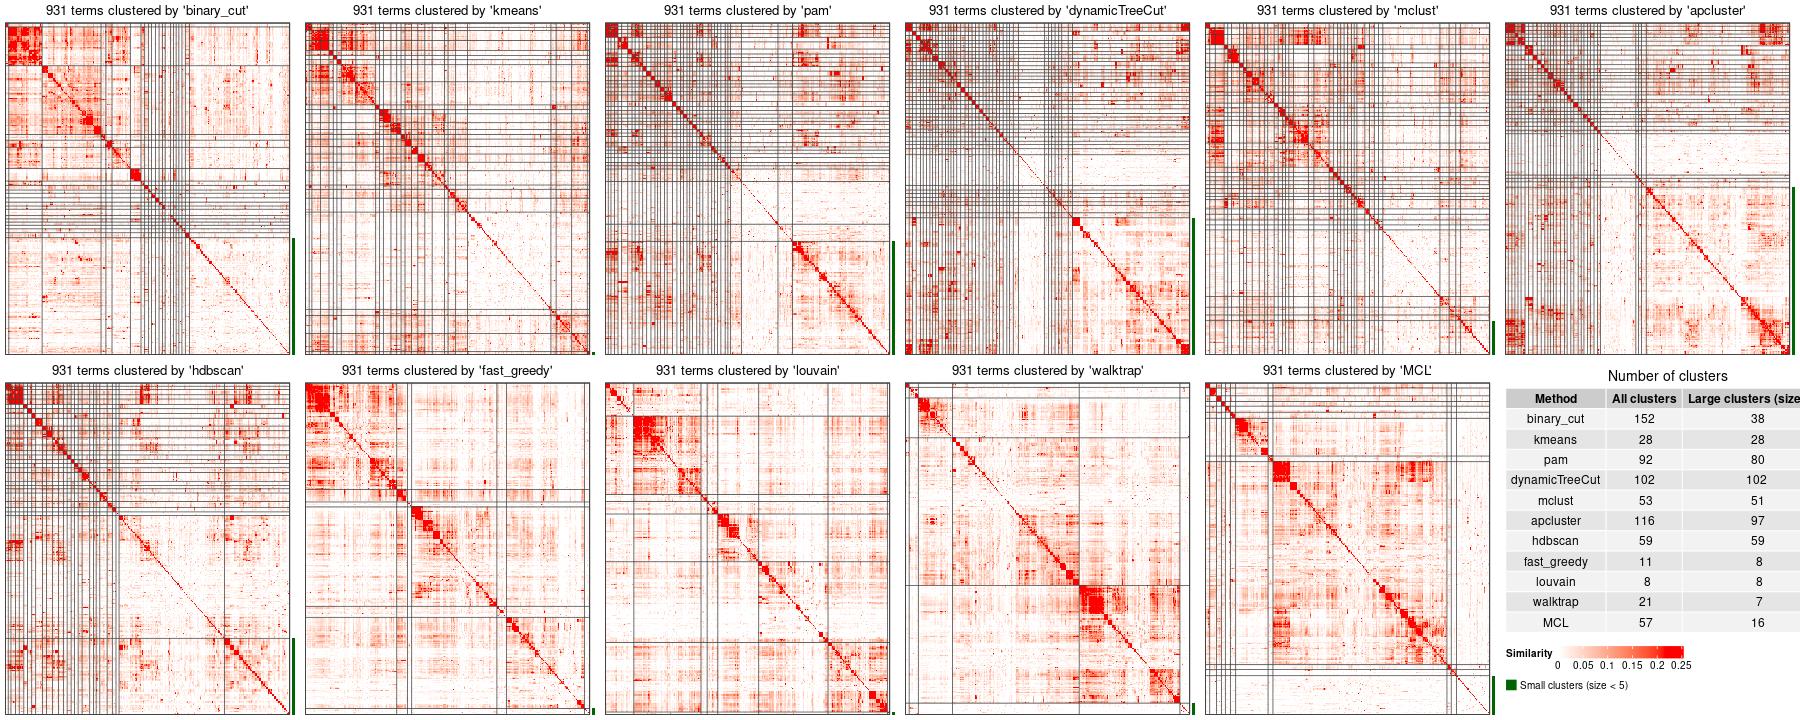 931 terms clustered by 'binary_cut'
931 terms clustered by 'kmeans'
931 terms clustered by 'pam'
931 terms clustered by 'dynamicTreeCut'
931 terms clustered by 'mclust'
931 terms clustered by 'apcluster'
931 terms clustered by 'hdbscan'
931 terms clustered by 'fast_greedy'
931 terms clustered by 'louvain'
931 terms clustered by 'walktrap'
931 terms clustered by 'MCL'
Number of clusters
Method All clusters Large clusters (size
binary_cut 152 38
kmeans 28 28
pam 92 80
dynamicTreeCut 102 102
mclust 53 51
apcluster 116 97
hdbscan 59 59
fast_greedy 11 8
louvain 8 8
walktrap 21 7
MCL 57 16
Similarity
0 0.05 0.1 0.15 0.2 0.25
Small clusters (size < 5)